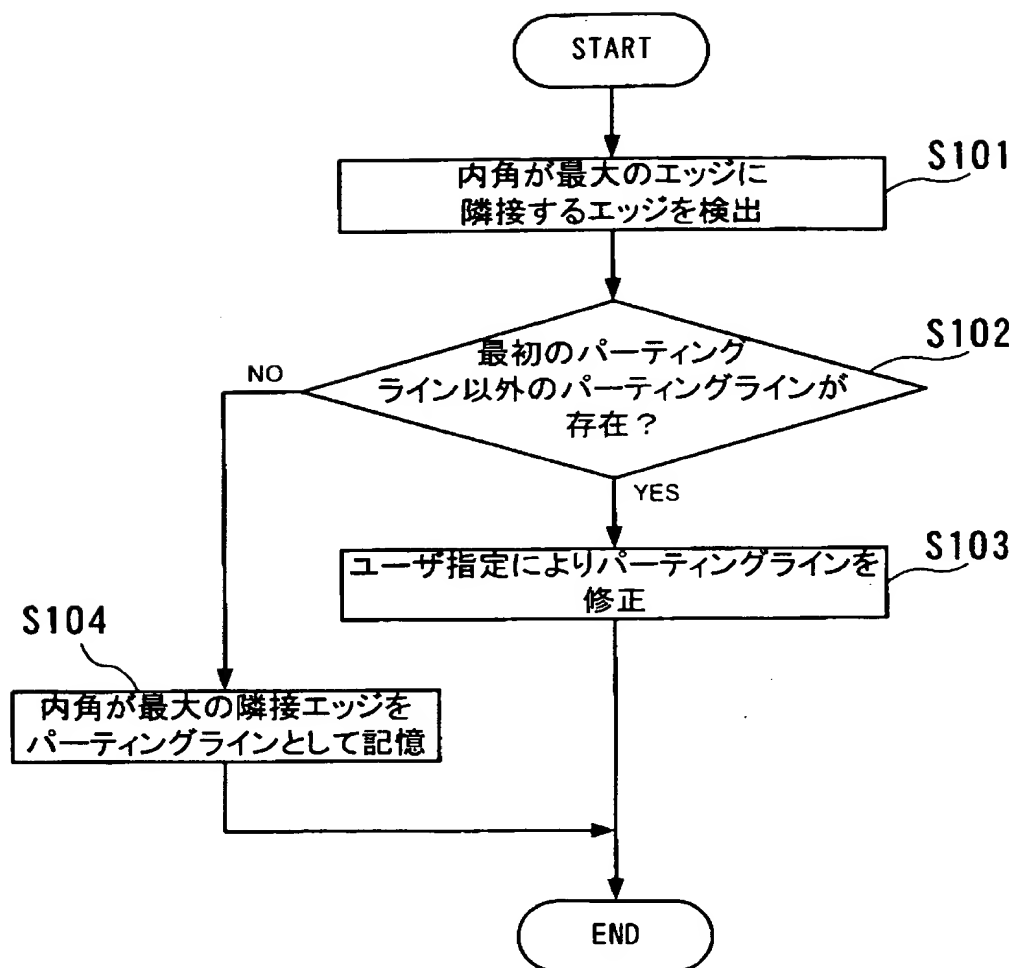 START
S101
内角が最大のエッジに
隣接するエッジを検出
S102
最初のパーティング
ライン以外のパーティングラインが
存在？
NO
YES
S103
ユーザ指定によりパーティングラインを
修正
S104
内角が最大の隣接エッジを
パーティングラインとして記憶
END